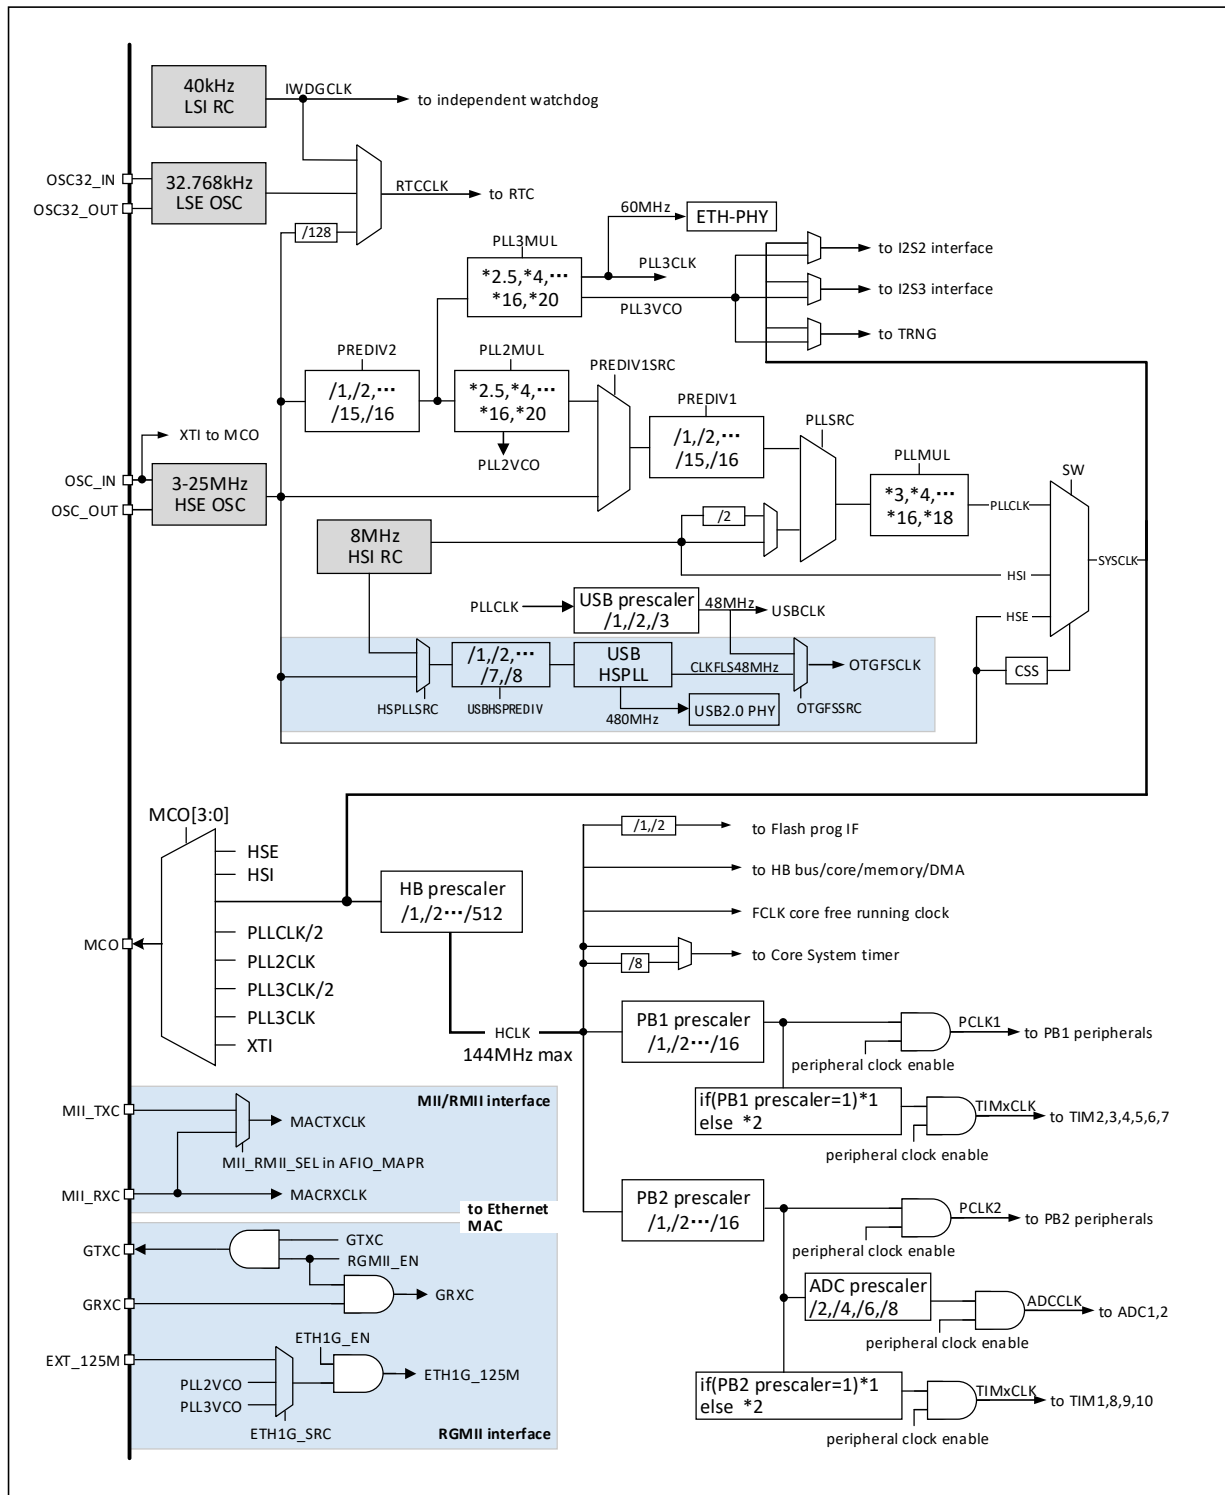 40kHz
LSI RC
IWDGCLK
to independent watchdog
OSC32_IN
OSC32_OUT
32.768kHz
LSE OSC
RTCCLK
to RTC
/128
60MHz
ETH-PHY
PLL3MUL
*2.5,*4,···
*16,*20
PLL3CLK
PLL3VCO
to I2S2 interface
to I2S3 interface
to TRNG
PREDIV2
/1,/2,···
/15,/16
PLL2MUL
*2.5,*4,···
*16,*20
PLL2VCO
PREDIV1SRC
PREDIV1
/1,/2,···
/15,/16
PLLSRC
PLLMUL
*3,*4,···
*16,*18
PLLCLK
SW
SYSCLK
XTI to MCO
OSC_IN
OSC_OUT
3-25MHz
HSE OSC
/2
8MHz
HSI RC
HSI
HSE
CSS
PLLCLK
USB prescaler
/1,/2,/3
48MHz
USBCLK
HSPLLSRC
/1,/2,···
/7,/8
USBHSPREDIV
USB
HSPLL
CLKFLS48MHz
480MHz
USB2.0 PHY
OTGFSCLK
OTGFSSRC
MCO[3:0]
HSE
HSI
PLLCLK/2
PLL2CLK
PLL3CLK/2
PLL3CLK
XTI
MCO
HB prescaler
/1,/2···/512
HCLK
144MHz max
/1,/2
to Flash prog IF
to HB bus/core/memory/DMA
FCLK core free running clock
/8
to Core System timer
PB1 prescaler
/1,/2···/16
PCLK1
to PB1 peripherals
peripheral clock enable
if(PB1 prescaler=1)*1
else *2
TIMxCLK
to TIM2,3,4,5,6,7
peripheral clock enable
PB2 prescaler
/1,/2···/16
PCLK2
to PB2 peripherals
peripheral clock enable
ADC prescaler
/2,/4,/6,/8
ADCCLK
to ADC1,2
peripheral clock enable
if(PB2 prescaler=1)*1
else *2
TIMxCLK
to TIM1,8,9,10
peripheral clock enable
MII/RMII interface
MII_TXC
MACTXCLK
MII_RMII_SEL in AFIO_MAPR
MII_RXC
MACRXCLK
to Ethernet
MAC
GTXC
GTXC
RGMII_EN
GRXC
GRXC
ETH1G_EN
EXT_125M
PLL2VCO
PLL3VCO
ETH1G_125M
ETH1G_SRC
RGMII interface